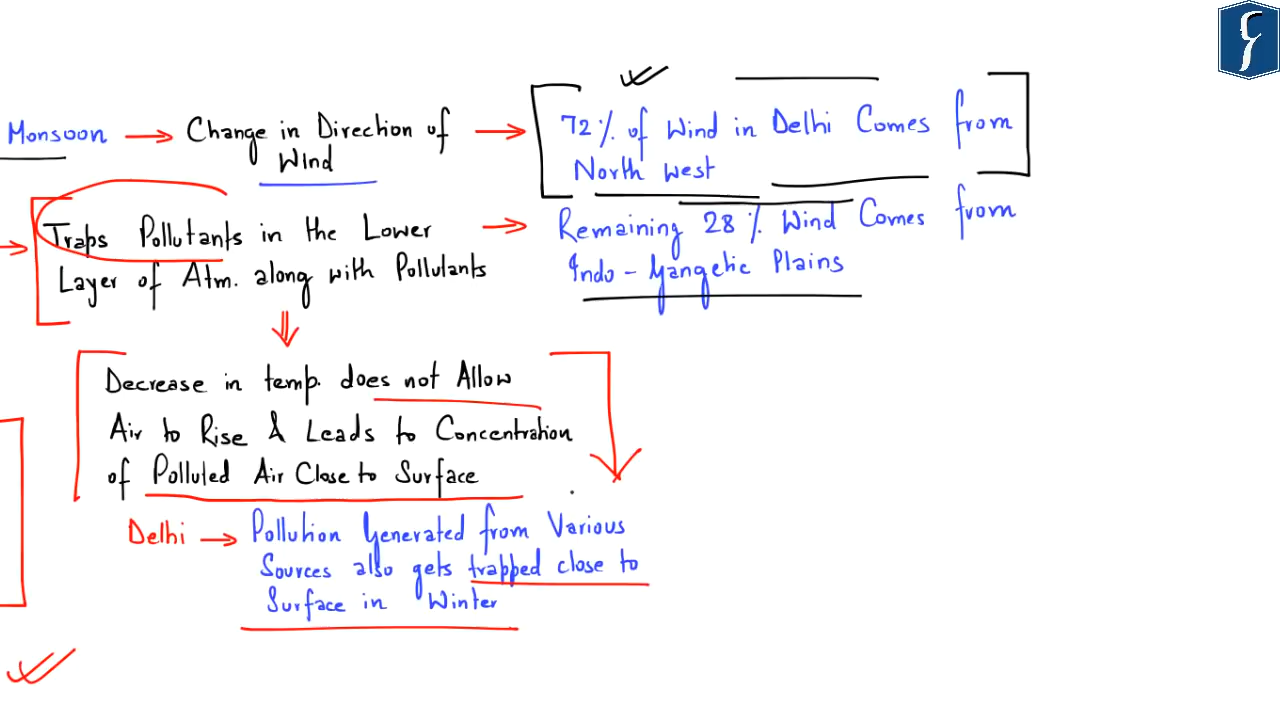 Monsoon → Change in Direction of Wind → 72% of Wind in Delhi Comes from
North West
Traps Pollutants in the Lower → Remaining 28% Wind Comes from
Layer of Atm. along with Pollutants Indo - Gangetic Plains
Decrease in temp. does not Allow
Air to Rise & Leads to Concentration
of Polluted Air Close to Surface
Delhi → Pollution Generated from Various
Sources also gets trapped close to
Surface in Winter